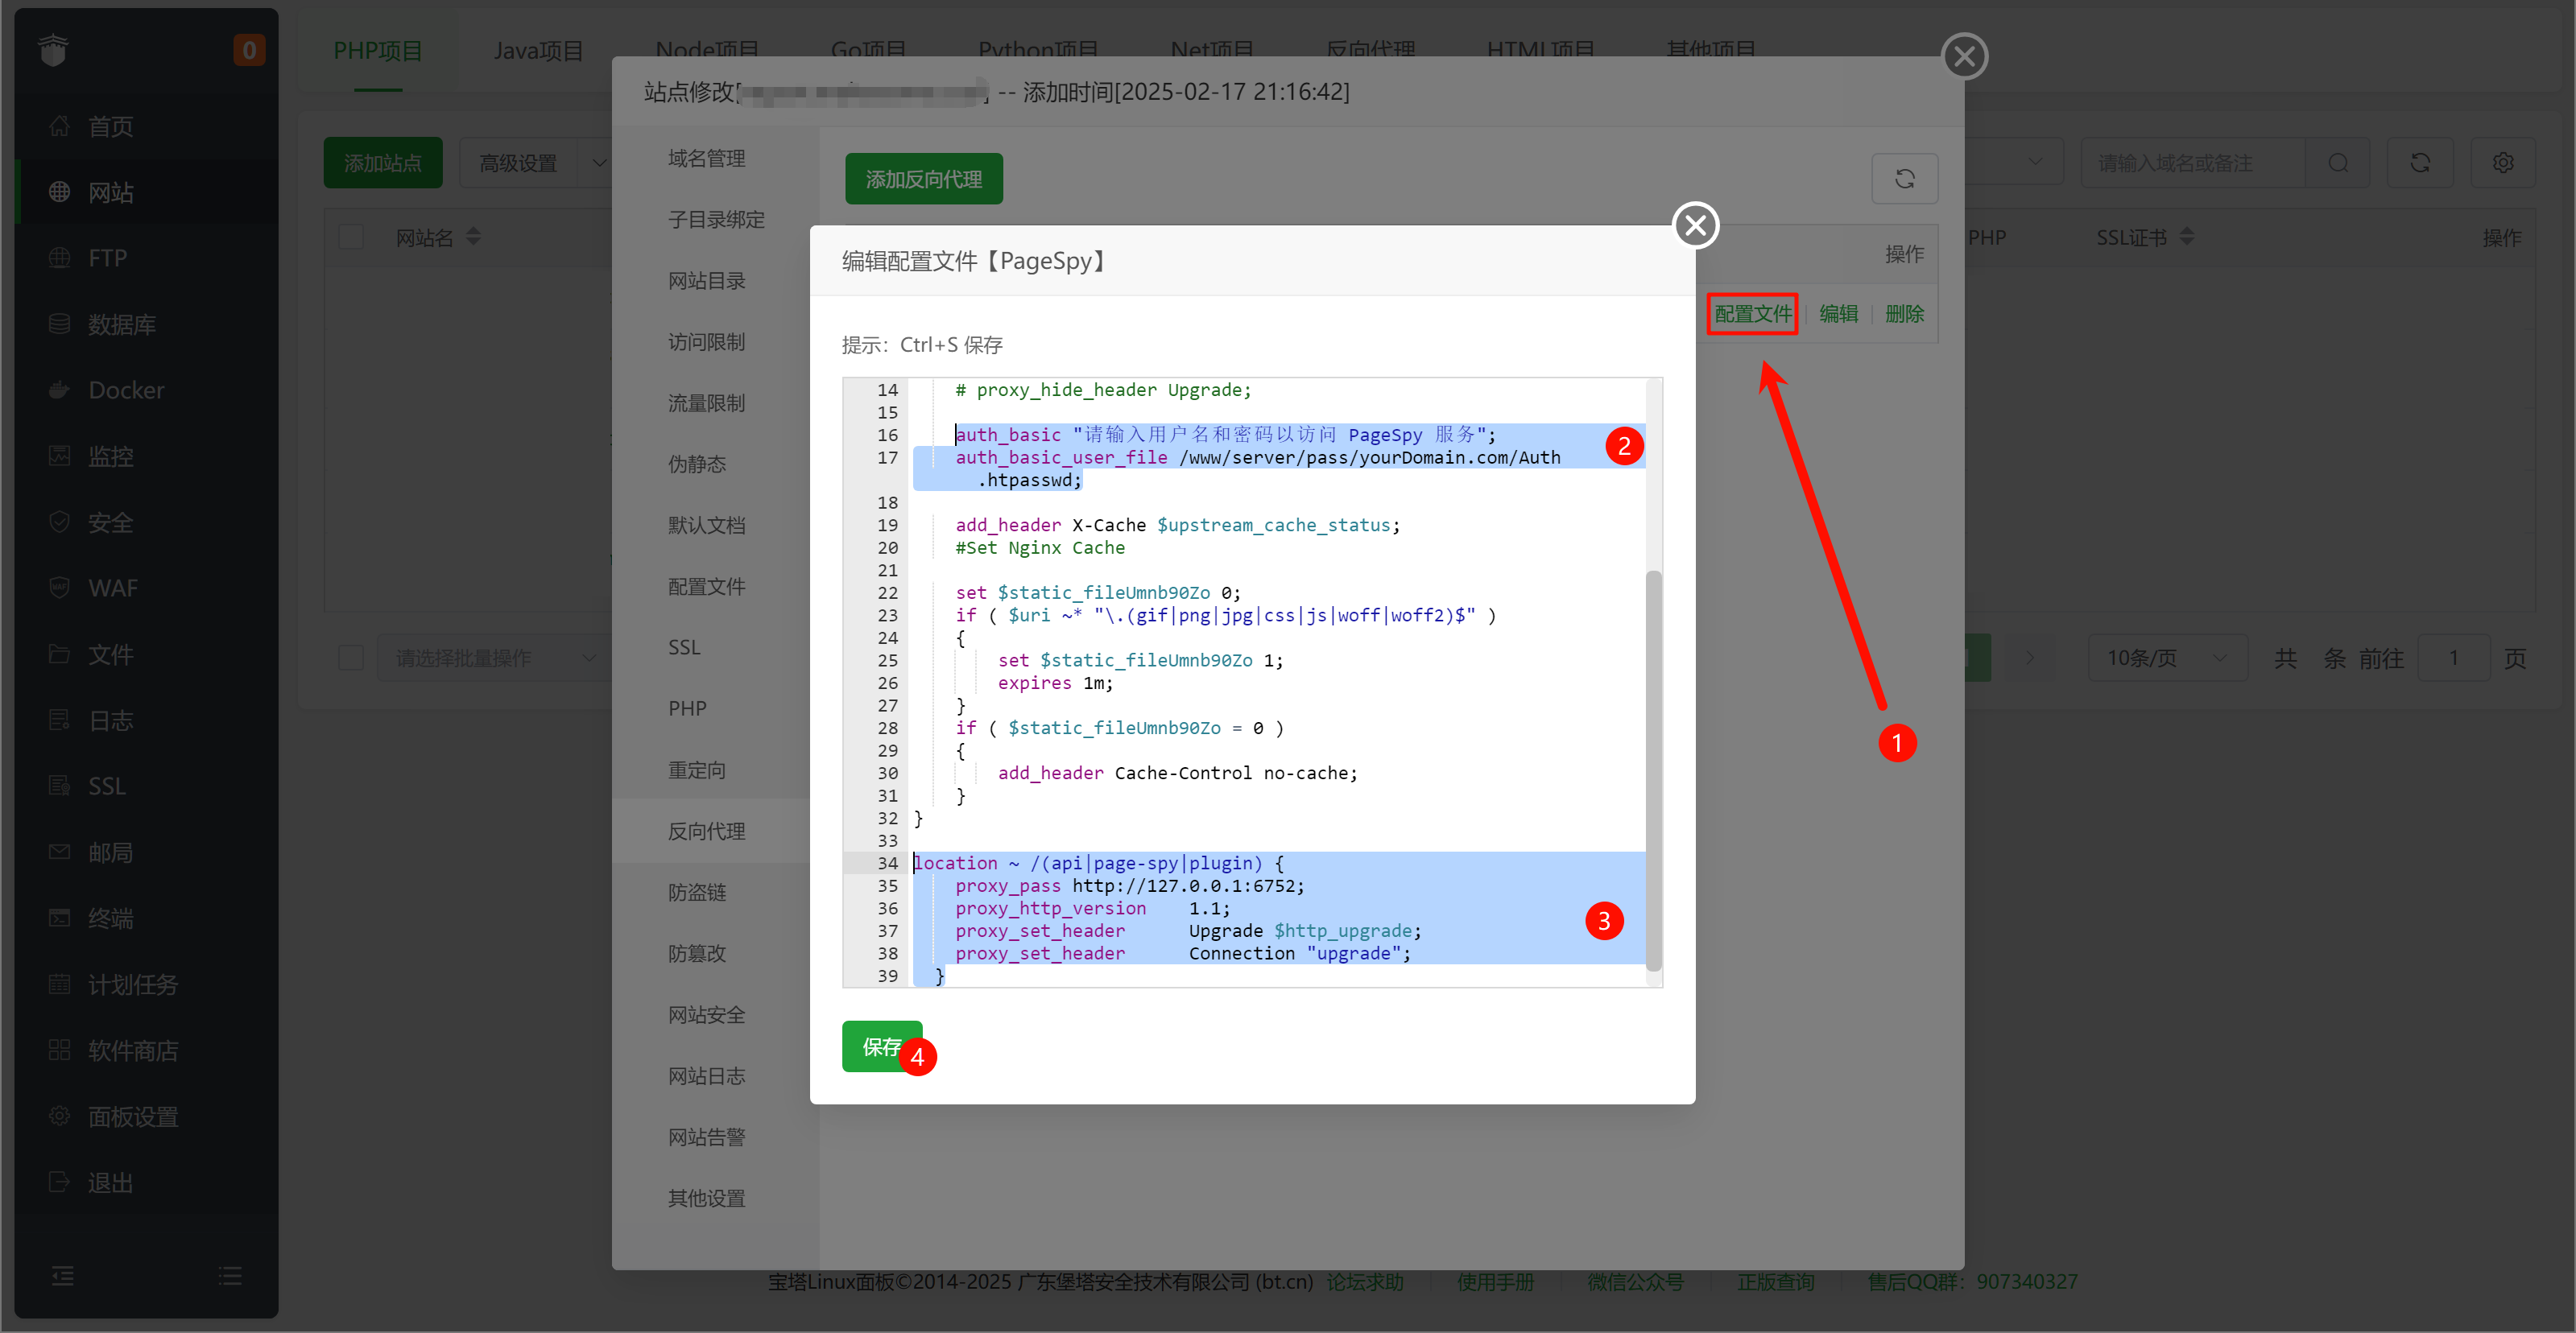 0
首页
网站
FTP
数据库
Docker
监控
安全
WAF
文件
日志
SSL
邮局
终端
计划任务
软件商店
面板设置
退出
PHP项目
Java项目
Node项目
Go项目
Python项目
Net项目
反向代理
HTML项目
其他项目
添加站点
高级设置
请输入域名或备注
网站名
PHP
SSL证书
操作
请选择批量操作
10条/页
共 条 前往 1 页
站点修改[ ] -- 添加时间[2025-02-17 21:16:42]
域名管理
子目录绑定
网站目录
访问限制
流量限制
伪静态
默认文档
配置文件
SSL
PHP
重定向
反向代理
防盗链
防篡改
网站安全
网站日志
网站告警
其他设置
添加反向代理
操作
配置文件
编辑
删除
1
编辑配置文件【PageSpy】
提示：Ctrl+S 保存
14 # proxy_hide_header Upgrade;
15
16 auth_basic "请输入用户名和密码以访问 PageSpy 服务";
17 auth_basic_user_file /www/server/pass/yourDomain.com/Auth
.htpasswd;
2
18
19 add_header X-Cache $upstream_cache_status;
20 #Set Nginx Cache
21
22 set $static_fileUmnb90Zo 0;
23 if ( $uri ~* "\.(gif|png|jpg|css|js|woff|woff2)$" )
24 {
25 set $static_fileUmnb90Zo 1;
26 expires 1m;
27 }
28 if ( $static_fileUmnb90Zo = 0 )
29 {
30 add_header Cache-Control no-cache;
31 }
32 }
33
34 location ~ /(api|page-spy|plugin) {
35 proxy_pass http://127.0.0.1:6752;
36 proxy_http_version 1.1;
37 proxy_set_header Upgrade $http_upgrade;
38 proxy_set_header Connection "upgrade";
39 }
3
保存
4
宝塔Linux面板©2014-2025 广东堡塔安全技术有限公司 (bt.cn)
论坛求助
使用手册
微信公众号
正版查询
售后QQ群：907340327